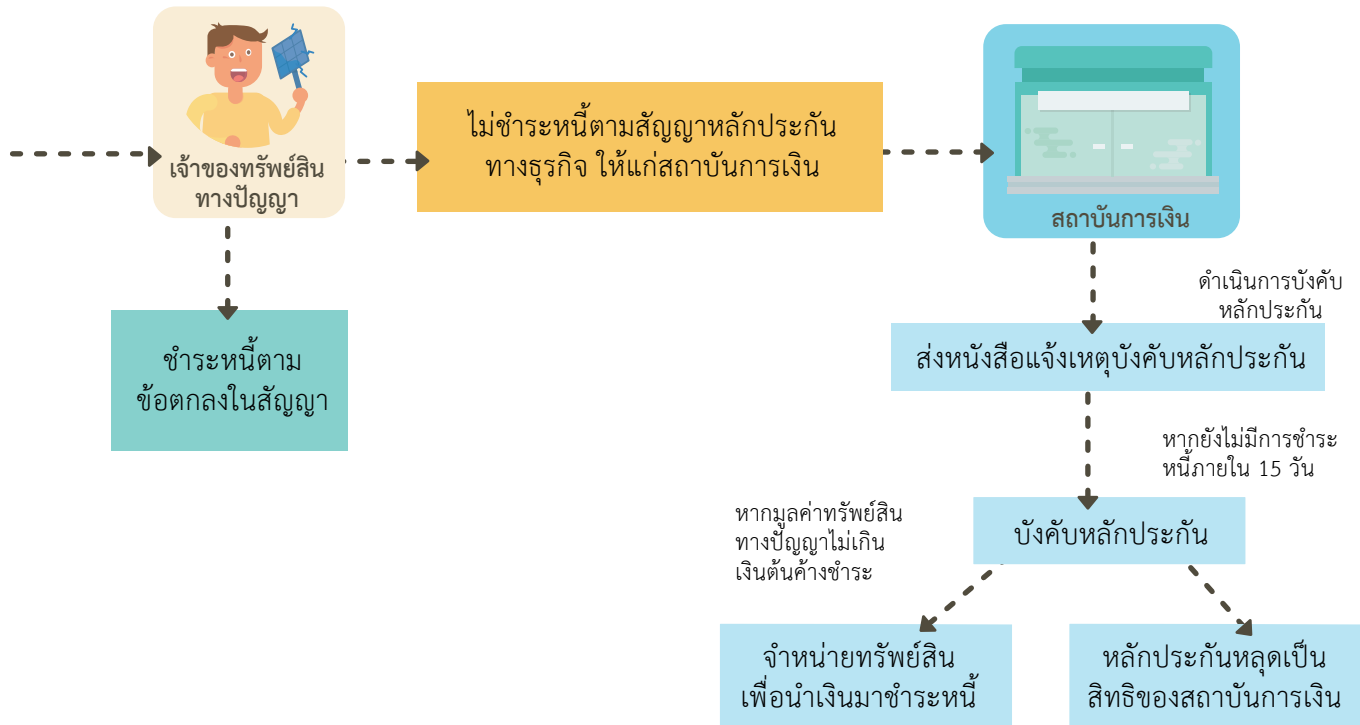 เจ้าของทรัพย์สิน
ทางปัญญา
ไม่ชำระหนี้ตามสัญญาหลักประกัน
ทางธุรกิจ ให้แก่สถาบันการเงิน
สถาบันการเงิน
ชำระหนี้ตาม
ข้อตกลงในสัญญา
ดำเนินการบังคับ
หลักประกัน
ส่งหนังสือแจ้งเหตุบังคับหลักประกัน
หากยังไม่มีการชำระ
หนี้ภายใน 15 วัน
บังคับหลักประกัน
หากมูลค่าทรัพย์สิน
ทางปัญญาไม่เกิน
เงินต้นค้างชำระ
จำหน่ายทรัพย์สิน
เพื่อนำเงินมาชำระหนี้
หลักประกันหลุดเป็น
สิทธิของสถาบันการเงิน